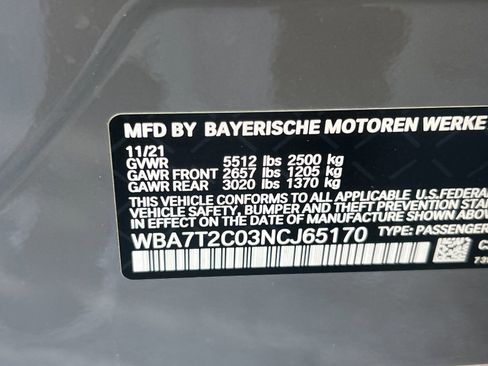 MFD BY BAYERISCHE MOTOREN WERKE
11/21
GVWR 5512 lbs 2500 kg
GAWR FRONT 2657 lbs 1205 kg
GAWR REAR 3020 lbs 1370 kg
THIS VEHICLE CONFORMS TO ALL APPLICABLE U.S.FEDERAL
VEHICLE SAFETY, BUMPER AND THEFT PREVENTION STA
IN EFFECT ON THE DATE OF MANUFACTURE SHOWN ABOVE.
WBA7T2C03NCJ65170 TYPE: PASSENGER